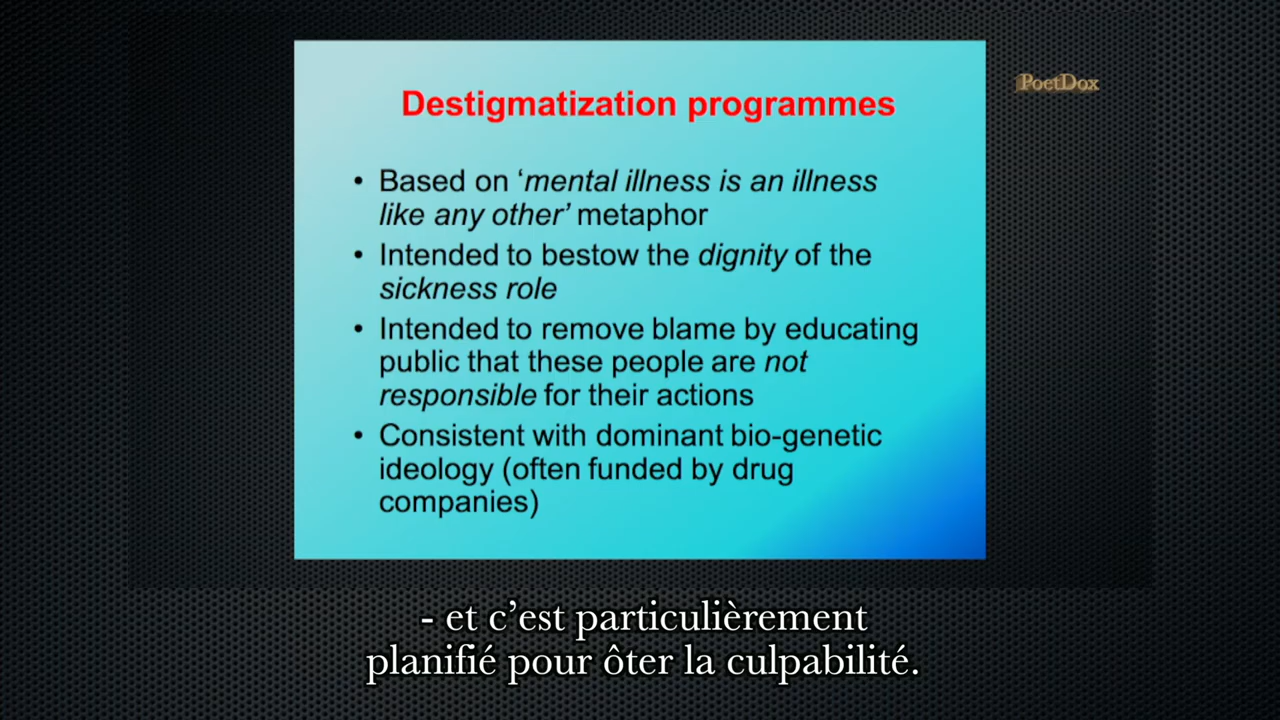 Destigmatization programmes
PoetDox
• Based on ‘mental illness is an illness
like any other’ metaphor
• Intended to bestow the dignity of the
sickness role
• Intended to remove blame by educating
public that these people are not
responsible for their actions
• Consistent with dominant bio-genetic
ideology (often funded by drug
companies)
- et c’est particulièrement
planifié pour ôter la culpabilité.